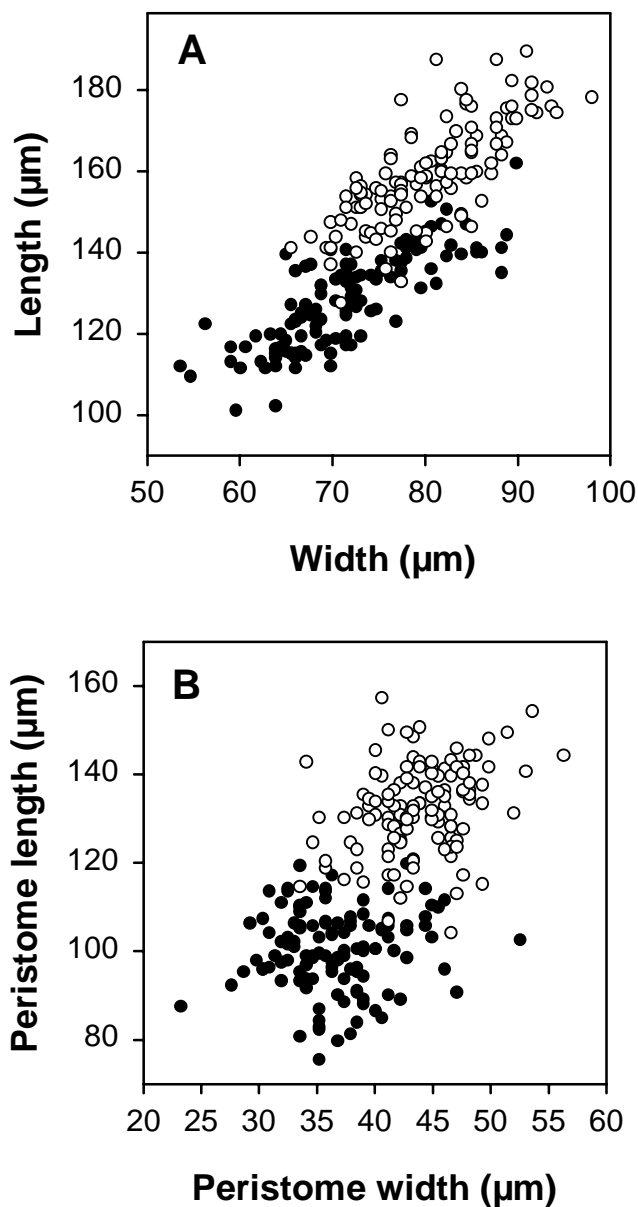 A
Length (µm)
180
160
140
120
100
50 60 70 80 90 100
Width (µm)
B
Peristome length (µm)
160
140
120
100
80
20 25 30 35 40 45 50 55 60
Peristome width (µm)